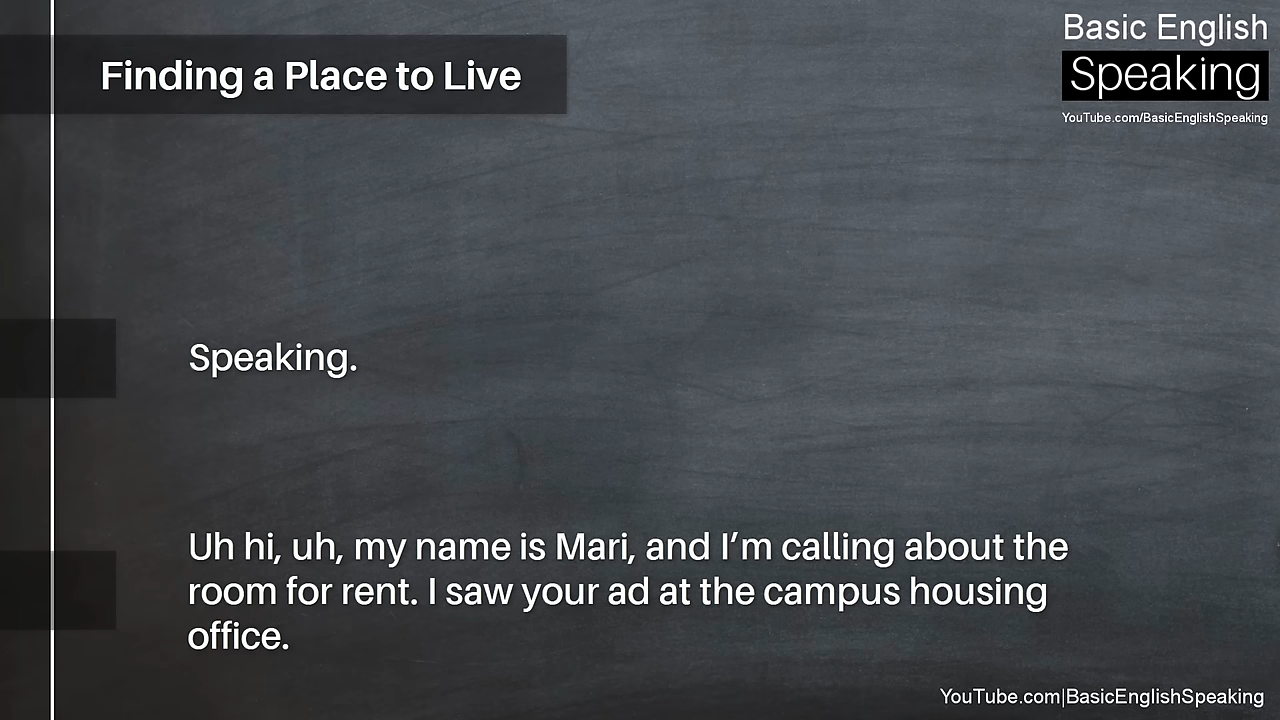 Basic English
Speaking
YouTube.com/BasicEnglishSpeaking
Finding a Place to Live
Speaking.
Uh hi, uh, my name is Mari, and I’m calling about the
room for rent. I saw your ad at the campus housing
office.
YouTube.com|BasicEnglishSpeaking